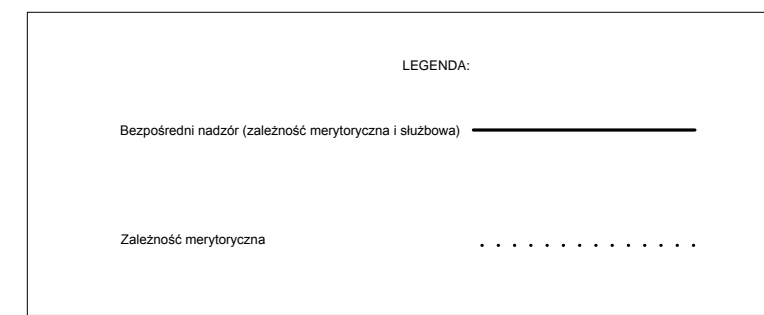 LEGENDA:
Bezpośredni nadzór (zależność merytoryczna i służbowa)
Zależność merytoryczna